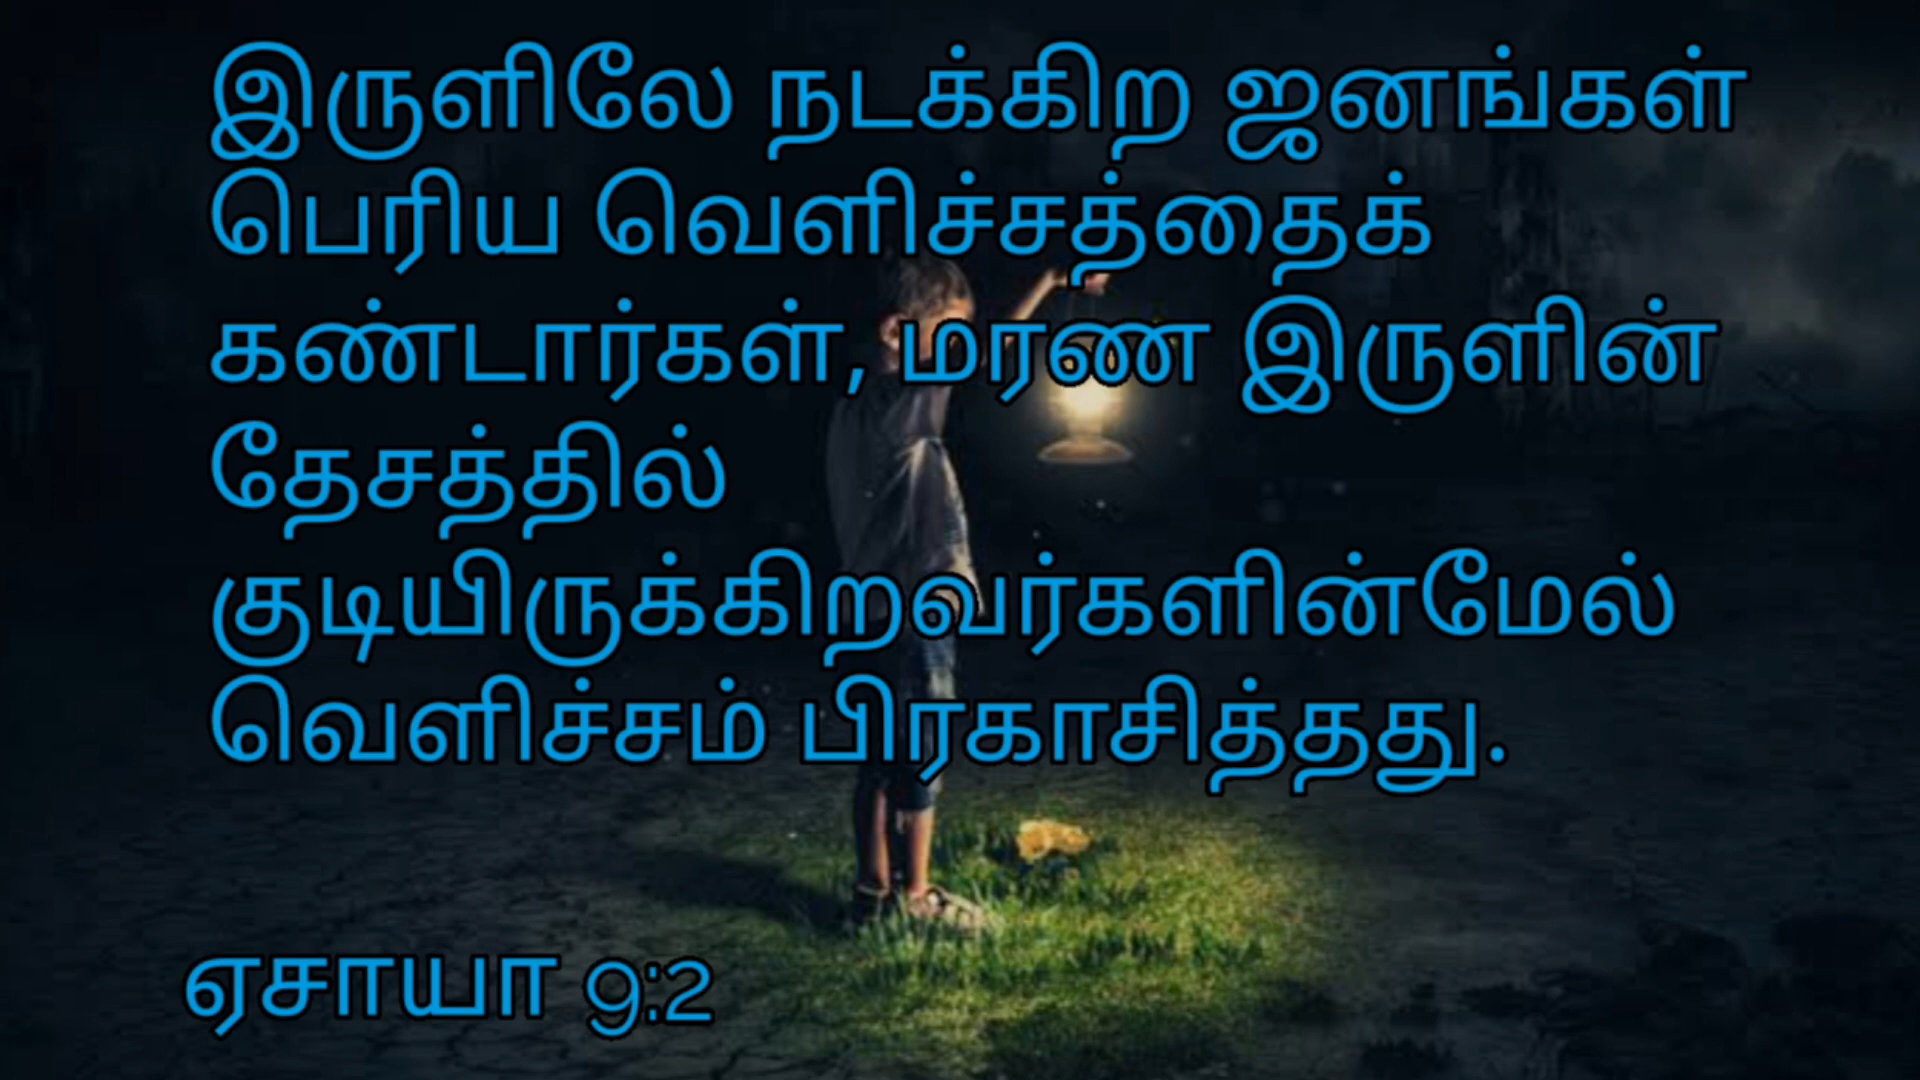 இருளிலே நடக்கிற ஜனங்கள்
பெரிய வெளிச்சத்தைக்
கண்டார்கள், மரண இருளின்
தேசத்தில்
குடியிருக்கிறவர்களின்மேல்
வெளிச்சம் பிரகாசித்தது.
ஏசாயா 9:2